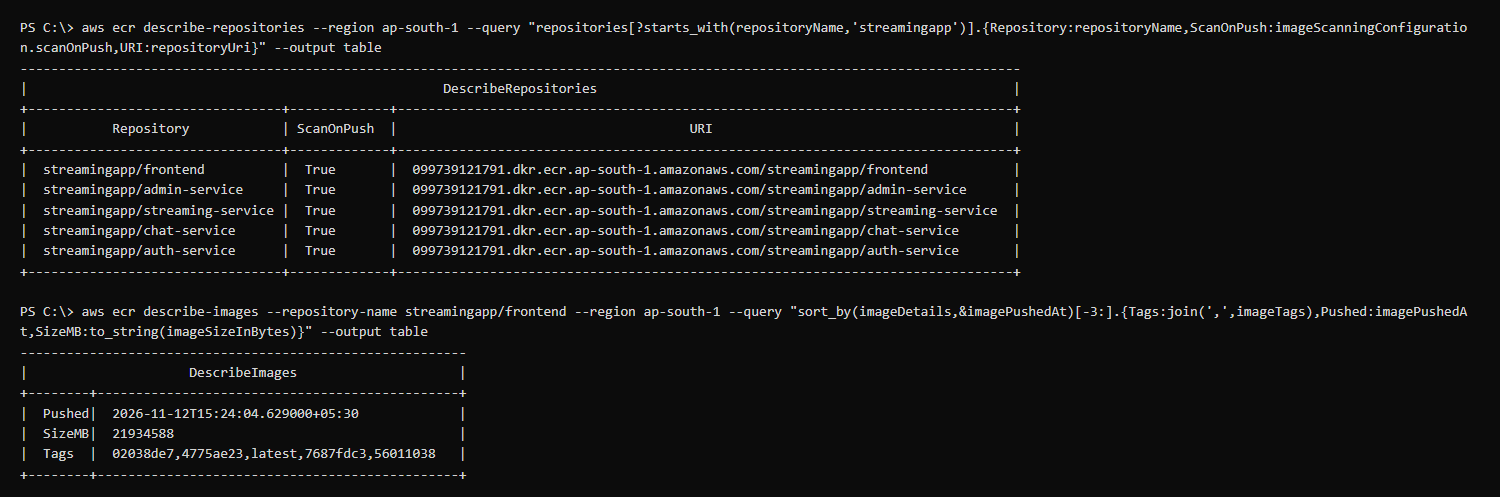 PS C:\> aws ecr describe-repositories --region ap-south-1 --query "repositories[?starts_with(repositoryName,'streamingapp')].{Repository:repositoryName,ScanOnPush:imageScanningConfiguratio
n.scanOnPush,URI:repositoryUri}" --output table
----------------------------------------------------------------------------------------------------------------------------------
|                                                      DescribeRepositories                                                      |
+---------------------------------+-------------+--------------------------------------------------------------------------------+
|           Repository            | ScanOnPush  |                                      URI                                       |
+---------------------------------+-------------+--------------------------------------------------------------------------------+
|  streamingapp/frontend          |  True       |  099739121791.dkr.ecr.ap-south-1.amazonaws.com/streamingapp/frontend           |
|  streamingapp/admin-service     |  True       |  099739121791.dkr.ecr.ap-south-1.amazonaws.com/streamingapp/admin-service      |
|  streamingapp/streaming-service |  True       |  099739121791.dkr.ecr.ap-south-1.amazonaws.com/streamingapp/streaming-service  |
|  streamingapp/chat-service      |  True       |  099739121791.dkr.ecr.ap-south-1.amazonaws.com/streamingapp/chat-service       |
|  streamingapp/auth-service      |  True       |  099739121791.dkr.ecr.ap-south-1.amazonaws.com/streamingapp/auth-service       |
+---------------------------------+-------------+--------------------------------------------------------------------------------+
PS C:\> aws ecr describe-images --repository-name streamingapp/frontend --region ap-south-1 --query "sort_by(imageDetails,&imagePushedAt)[-3:].{Tags:join(',',imageTags),Pushed:imagePushedA
t,SizeMB:to_string(imageSizeInBytes)}" --output table
----------------------------------------------------------
|                     DescribeImages                     |
+--------+-----------------------------------------------+
|  Pushed|  2026-11-12T15:24:04.629000+05:30             |
|  SizeMB|  21934588                                     |
|  Tags  |  02038de7,4775ae23,latest,7687fdc3,56011038   |
+--------+-----------------------------------------------+